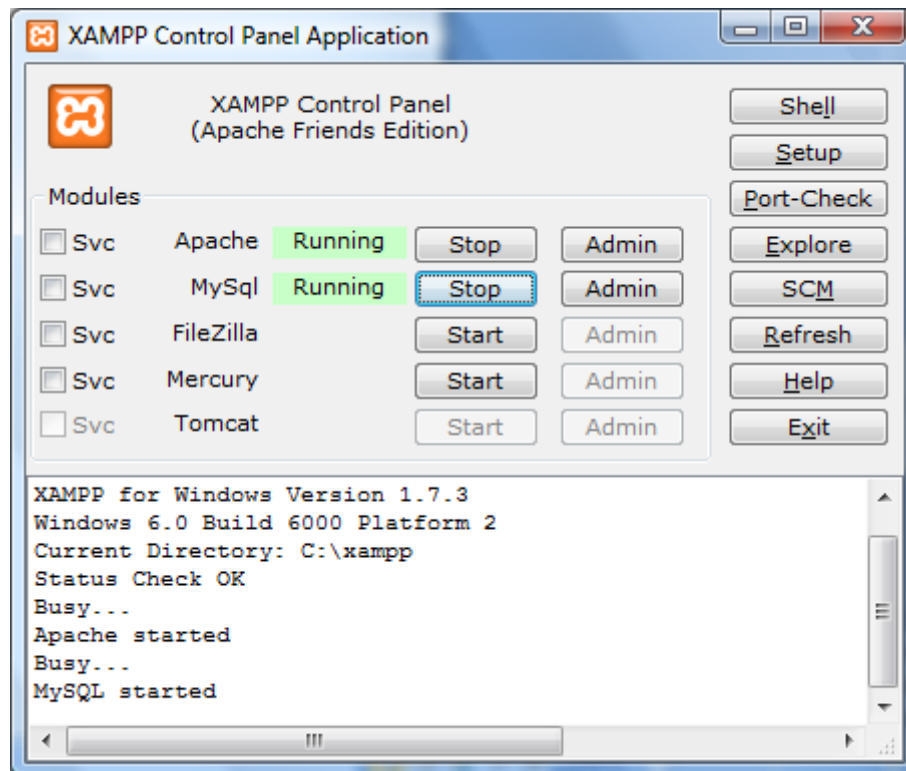 XAMPP Control Panel Application
XAMPP Control Panel
(Apache Friends Edition)
Shell
Setup
Modules
Port-Check
Svc Apache Running Stop Admin Explore
Svc MySql Running Stop Admin SCM
Svc FileZilla Start Admin Refresh
Svc Mercury Start Admin Help
Svc Tomcat Start Admin Exit
XAMPP for Windows Version 1.7.3
Windows 6.0 Build 6000 Platform 2
Current Directory: C:\xampp
Status Check OK
Busy...
Apache started
Busy...
MySQL started